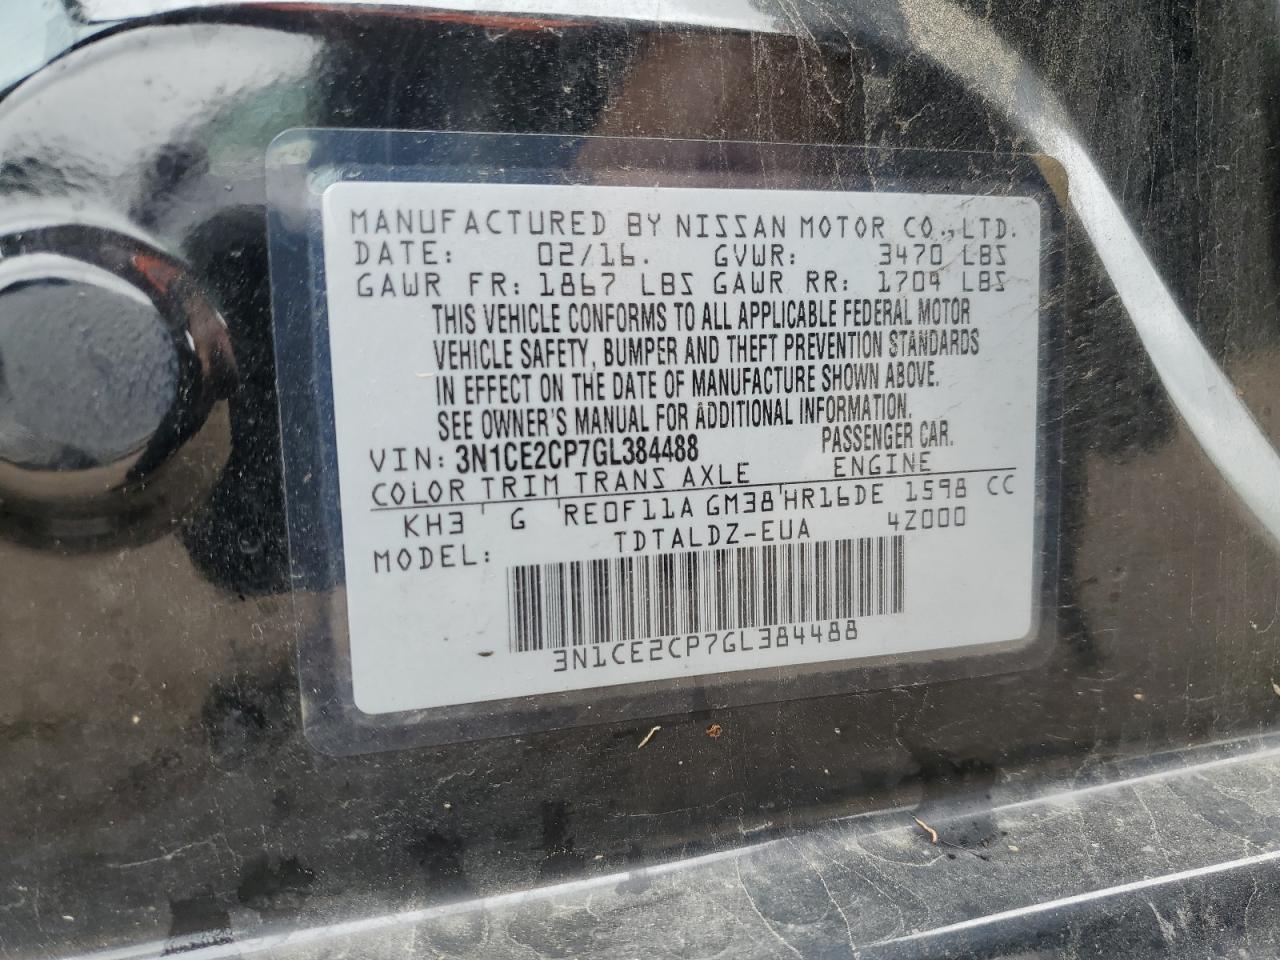 MANUFACTURED BY NISSAN MOTOR CO.,LTD.
DATE: 02/16. GVWR: 3470 LBS
GAWR FR: 1867 LBS GAWR RR: 1709 LBS
THIS VEHICLE CONFORMS TO ALL APPLICABLE FEDERAL MOTOR
VEHICLE SAFETY, BUMPER AND THEFT PREVENTION STANDARDS
IN EFFECT ON THE DATE OF MANUFACTURE SHOWN ABOVE.
SEE OWNER'S MANUAL FOR ADDITIONAL INFORMATION.
VIN: 3N1CE2CP7GL384488 PASSENGER CAR.
COLOR TRIM TRANS AXLE ENGINE
KH3 ' G ' RE0F11A GM38 ' HR16DE 1598 CC
MODEL: TDTALDZ-EUA 4Z000
3N1CE2CP7GL384488